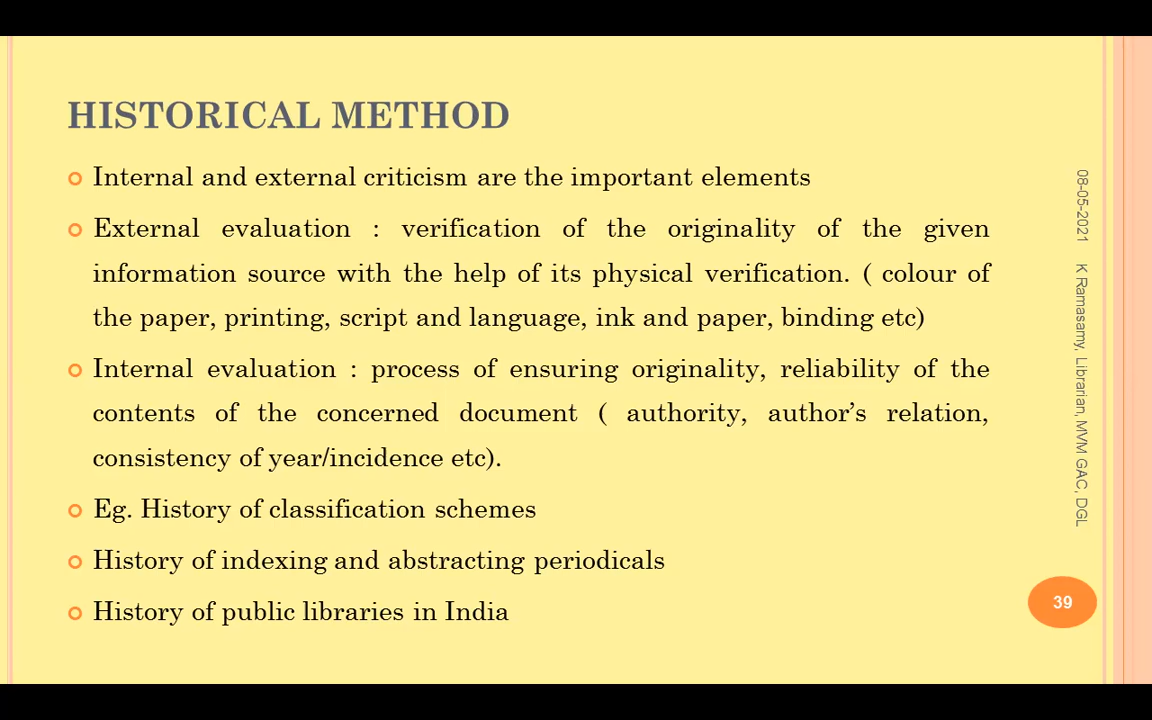 HISTORICAL METHOD
Internal and external criticism are the important elements
External evaluation : verification of the originality of the given
information source with the help of its physical verification. ( colour of
the paper, printing, script and language, ink and paper, binding etc)
Internal evaluation : process of ensuring originality, reliability of the
contents of the concerned document ( authority, author’s relation,
consistency of year/incidence etc).
Eg. History of classification schemes
History of indexing and abstracting periodicals
History of public libraries in India
08-05-2021 K Ramasamy, Librarian, MVM GAC, DGL
39